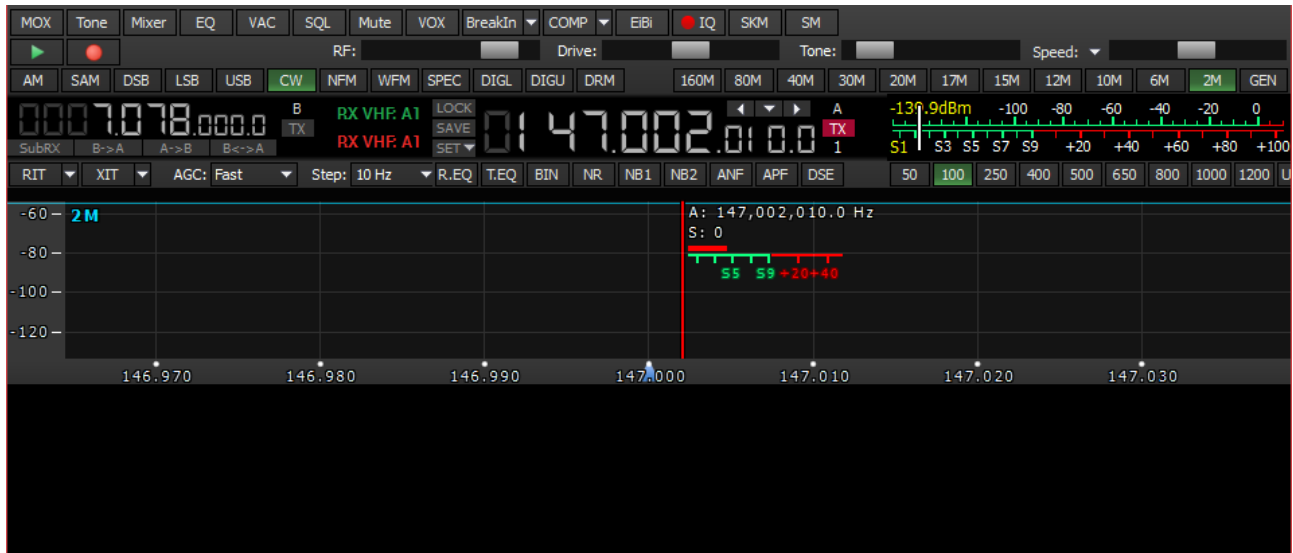 MOX Tone Mixer EQ VAC SQL Mute VOX BreakIn COMP EiBi IQ SKM SM
RF: Drive: Tone: Speed:
AM SAM DSB LSB USB CW NFM WFM SPEC DIGL DIGU DRM 160M 80M 40M 30M 20M 17M 15M 12M 10M 6M 2M GEN
7.078.000.0 B TX RX VHF: A1 RX VHF: A1 LOCK SAVE SET 147.002.010.0 A TX 1 -139.9dBm -100 -80 -60 -40 -20 0
SubRX B->A A->B B<->A S1 S3 S5 S7 S9 +20 +40 +60 +80 +100
RIT XIT AGC: Fast Step: 10 Hz R.EQ T.EQ BIN NR NB1 NB2 ANF APF DSE 50 100 250 400 500 650 800 1000 1200 U
-60 2M A: 147,002,010.0 Hz
S: 0
-80
S5 S9 +20+40
-100
-120
146.970 146.980 146.990 147.000 147.010 147.020 147.030